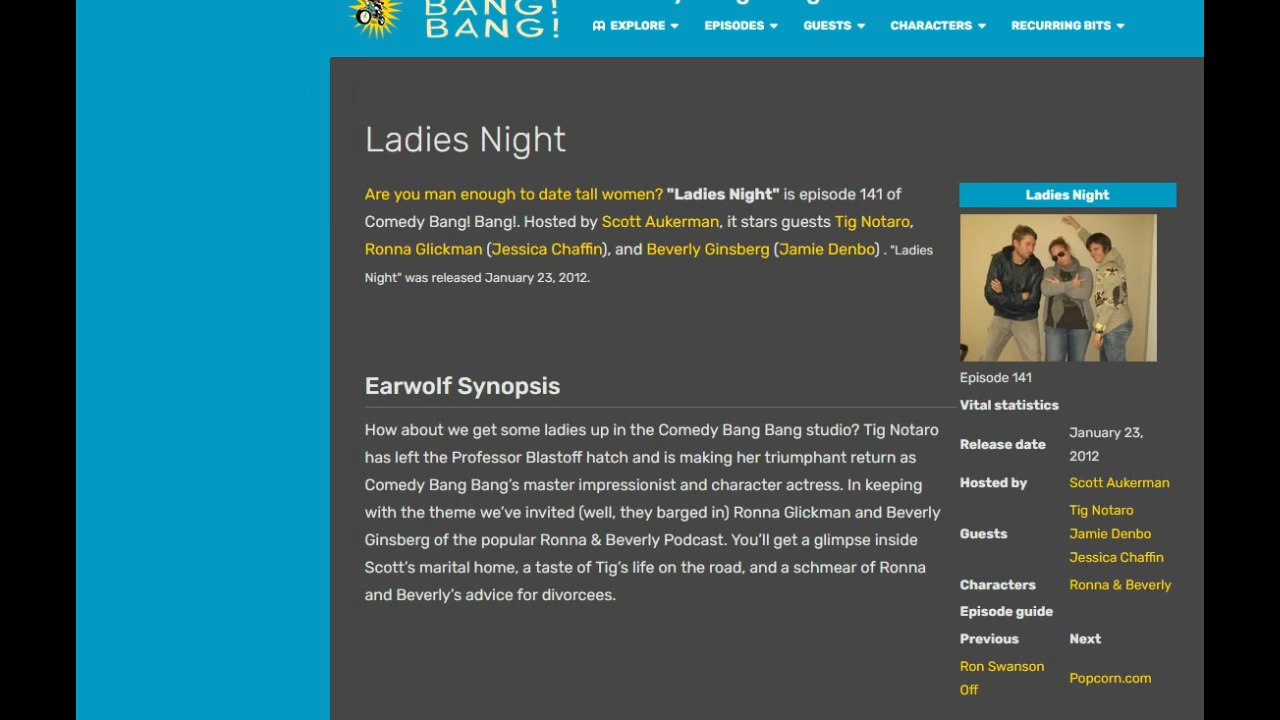 BANG!
BANG!
EXPLORE
EPISODES
GUESTS
CHARACTERS
RECURRING BITS
Ladies Night
Are you man enough to date tall women? "Ladies Night" is episode 141 of
Comedy Bang! Bang!. Hosted by Scott Aukerman, it stars guests Tig Notaro,
Ronna Glickman (Jessica Chaffin), and Beverly Ginsberg (Jamie Denbo) . "Ladies
Night" was released January 23, 2012.
Earwolf Synopsis
How about we get some ladies up in the Comedy Bang Bang studio? Tig Notaro
has left the Professor Blastoff hatch and is making her triumphant return as
Comedy Bang Bang's master impressionist and character actress. In keeping
with the theme we've invited (well, they barged in) Ronna Glickman and Beverly
Ginsberg of the popular Ronna & Beverly Podcast. You'll get a glimpse inside
Scott's marital home, a taste of Tig's life on the road, and a schmear of Ronna
and Beverly's advice for divorcees.
Ladies Night
Episode 141
Vital statistics
Release date
January 23,
2012
Hosted by
Scott Aukerman
Guests
Tig Notaro
Jamie Denbo
Jessica Chaffin
Characters
Ronna & Beverly
Episode guide
Previous
Next
Ron Swanson
Off
Popcorn.com